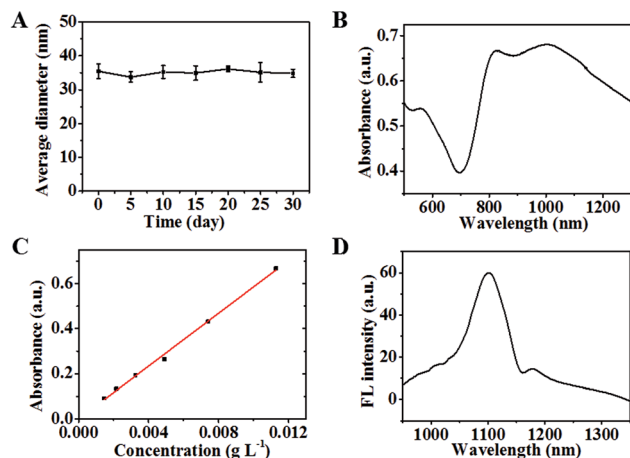 A
Average diameter (nm)
50
40
30
20
10
0
0 5 10 15 20 25 30
Time (day)
B
Absorbance (a.u.)
0.7
0.6
0.5
0.4
600 800 1000 1200
Wavelength (nm)
C
Absorbance (a.u.)
0.6
0.4
0.2
0.0
0.000 0.004 0.008 0.012
Concentration (g L⁻¹)
D
FL intensity (a.u.)
60
40
20
0
1000 1100 1200 1300
Wavelength (nm)